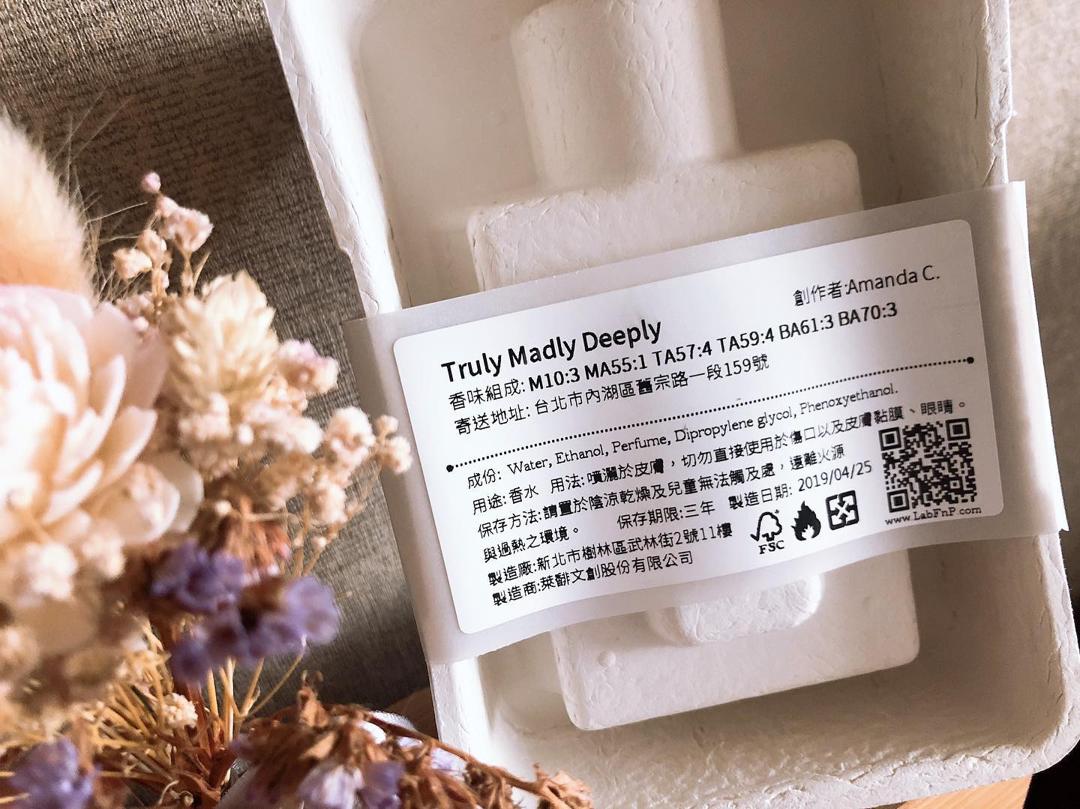 創作者:Amanda C.
Truly Madly Deeply
香味組成: M10:3 MA55:1 TA57:4 TA59:4 BA61:3 BA70:3
寄送地址: 台北市內湖區舊宗路一段159號
成份: Water, Ethanol, Perfume, Dipropylene glycol, Phenoxyethanol.
用途: 香水 用法: 噴灑於皮膚，切勿直接使用於傷口以及皮膚黏膜、眼睛。
保存方法:請置於陰涼乾燥及兒童無法觸及處，遠離火源
與過熱之環境。 保存期限:三年 製造日期: 2019/04/25
製造廠:新北市樹林區武林街2號11樓
製造商:萊翻文創股份有限公司
FSC
www.LabFnP.com